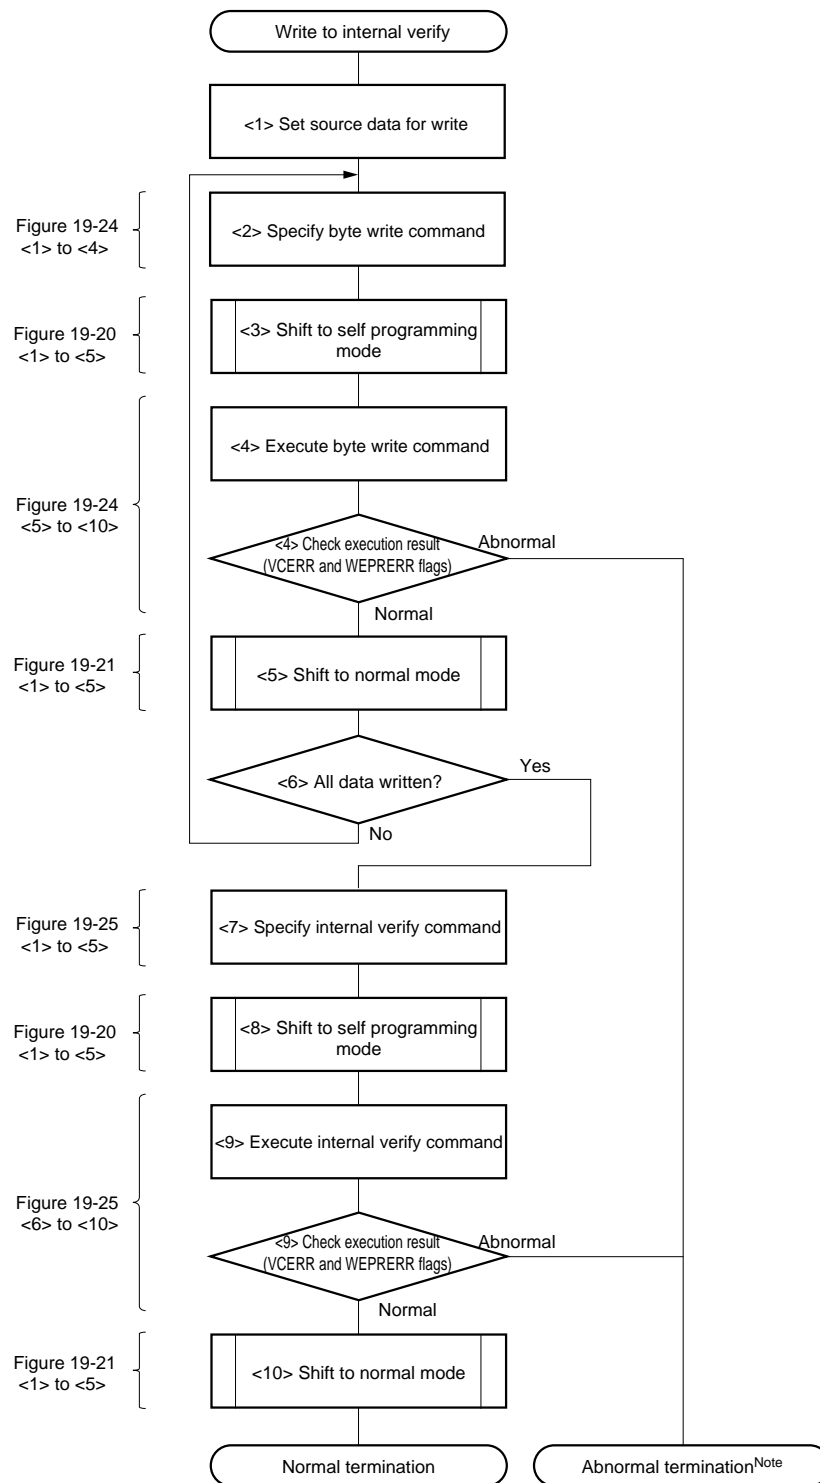 Write to internal verify
<1> Set source data for write
Figure 19-24
<1> to <4>
<2> Specify byte write command
Figure 19-20
<1> to <5>
<3> Shift to self programming
mode
<4> Execute byte write command
Figure 19-24
<5> to <10>
<4> Check execution result
(VCERR and WEPRERR flags)
Abnormal
Normal
Figure 19-21
<1> to <5>
<5> Shift to normal mode
<6> All data written?
Yes
No
Figure 19-25
<1> to <5>
<7> Specify internal verify command
Figure 19-20
<1> to <5>
<8> Shift to self programming
mode
<9> Execute internal verify command
Figure 19-25
<6> to <10>
<9> Check execution result
(VCERR and WEPRERR flags)
Abnormal
Normal
Figure 19-21
<1> to <5>
<10> Shift to normal mode
Normal termination
Abnormal termination Note